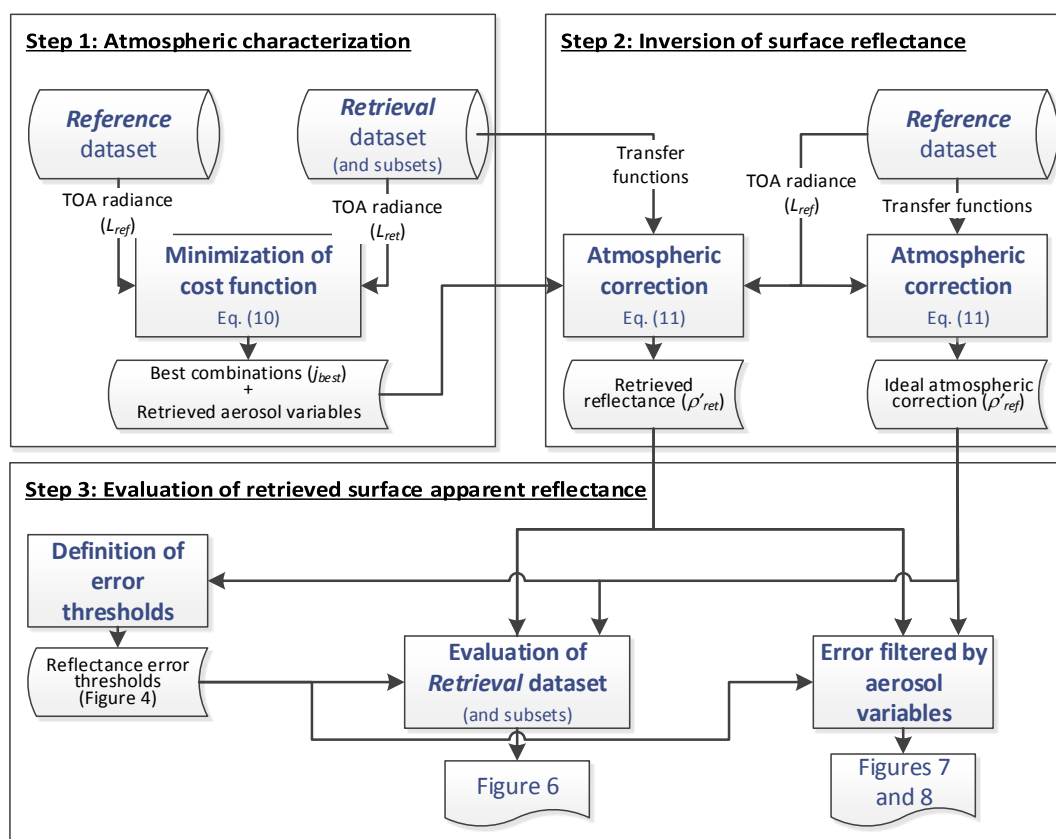 Step 1: Atmospheric characterization
Reference
dataset
Retrieval
dataset
(and subsets)
TOA radiance
(Lref)
TOA radiance
(Lret)
Minimization of
cost function
Eq. (10)
Best combinations (jbest)
+
Retrieved aerosol variables
Step 2: Inversion of surface reflectance
Reference
dataset
Transfer
functions
TOA radiance
(Lref)
Transfer functions
Atmospheric
correction
Eq. (11)
Atmospheric
correction
Eq. (11)
Retrieved
reflectance (ρ'ret)
Ideal atmospheric
correction (ρ'ref)
Step 3: Evaluation of retrieved surface apparent reflectance
Definition of
error
thresholds
Reflectance error
thresholds
(Figure 4)
Evaluation of
Retrieval dataset
(and subsets)
Error filtered by
aerosol
variables
Figure 6
Figures 7
and 8